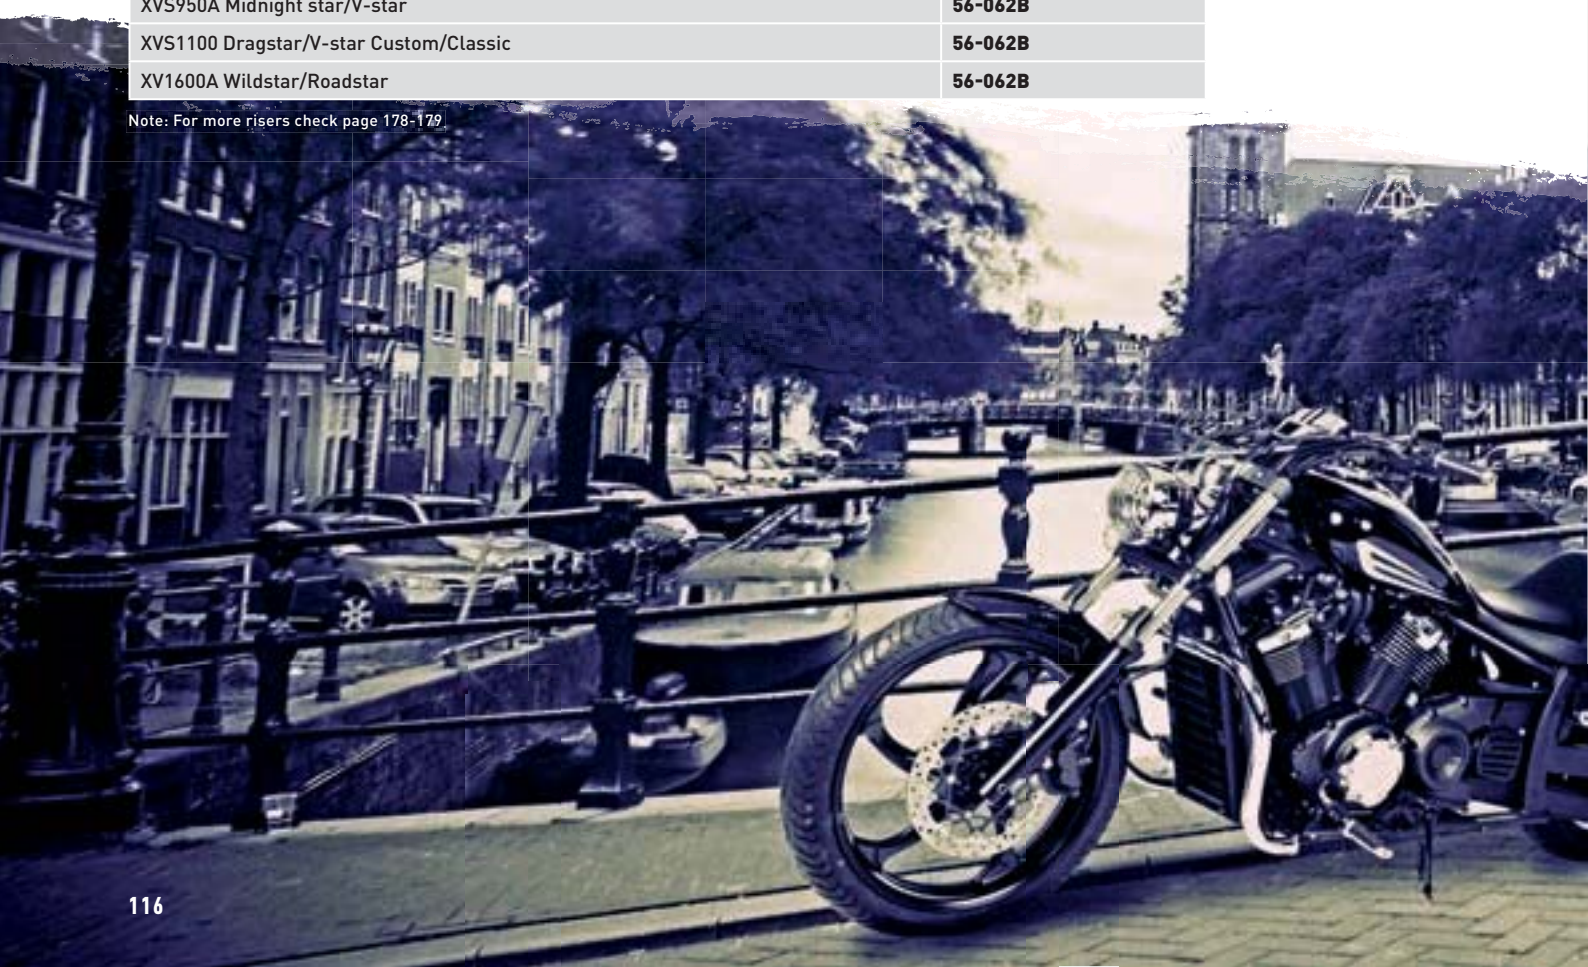 XVS950A Midnight star/V-star 56-062B
XVS1100 Dragstar/V-star Custom/Classic 56-062B
XV1600A Wildstar/Roadstar 56-062B
Note: For more risers check page 178-179
116